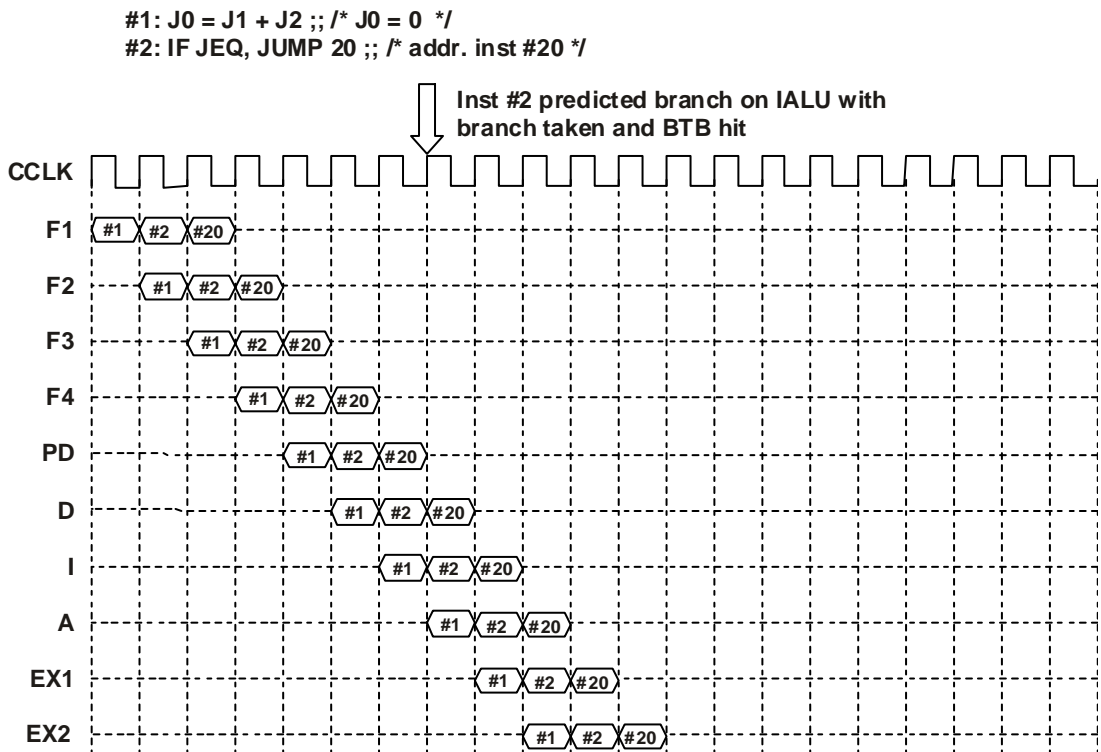 #1: J0 = J1 + J2 ;; /* J0 = 0 */
#2: IF JEQ, JUMP 20 ;; /* addr. inst #20 */
Inst #2 predicted branch on IALU with
branch taken and BTB hit
CCLK
F1 #1 #2 #20
F2 #1 #2 #20
F3 #1 #2 #20
F4 #1 #2 #20
PD #1 #2 #20
D #1 #2 #20
I #1 #2 #20
A #1 #2 #20
EX1 #1 #2 #20
EX2 #1 #2 #20